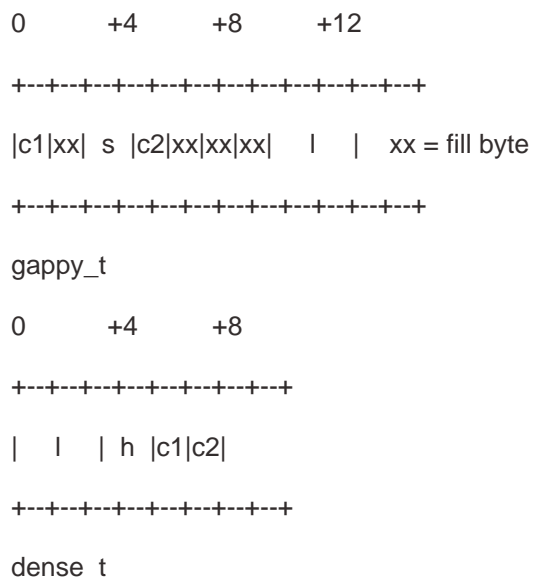 0 +4 +8 +12
+--+--+--+--+--+--+--+--+--+--+--+--+
|c1|xx| s |c2|xx|xx|xx| l | xx = fill byte
+--+--+--+--+--+--+--+--+--+--+--+--+
gappy_t
0 +4 +8
+--+--+--+--+--+--+--+--+
| l | h |c1|c2|
+--+--+--+--+--+--+--+--+
dense t